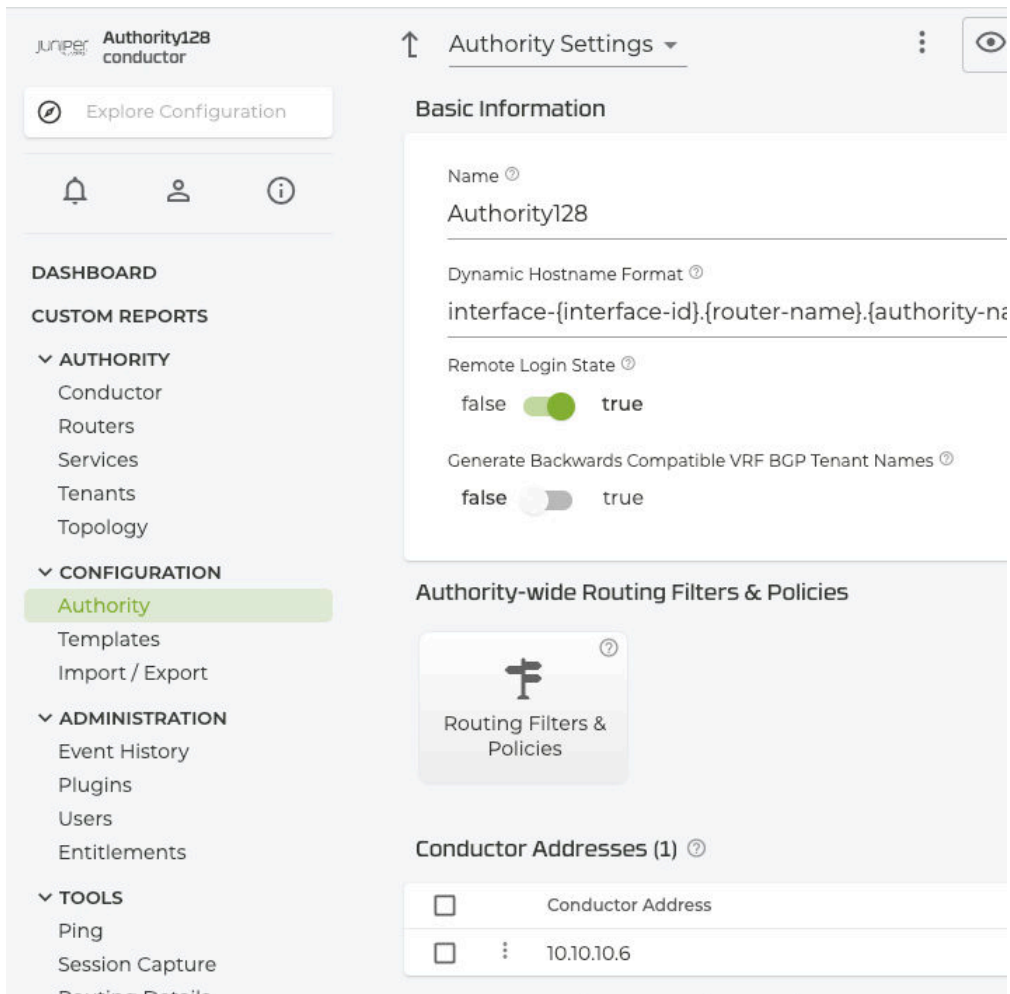 JUNIPER
Authority128
conductor
Explore Configuration
DASHBOARD
CUSTOM REPORTS
AUTHORITY
Conductor
Routers
Services
Tenants
Topology
CONFIGURATION
Authority
Templates
Import / Export
ADMINISTRATION
Event History
Plugins
Users
Entitlements
TOOLS
Ping
Session Capture
Routing Details
Authority Settings
Basic Information
Name
Authority128
Dynamic Hostname Format
interface-{interface-id}.{router-name}.{authority-na
Remote Login State
false true
Generate Backwards Compatible VRF BGP Tenant Names
false true
Authority-wide Routing Filters & Policies
Routing Filters &
Policies
Conductor Addresses (1)
Conductor Address
10.10.10.6